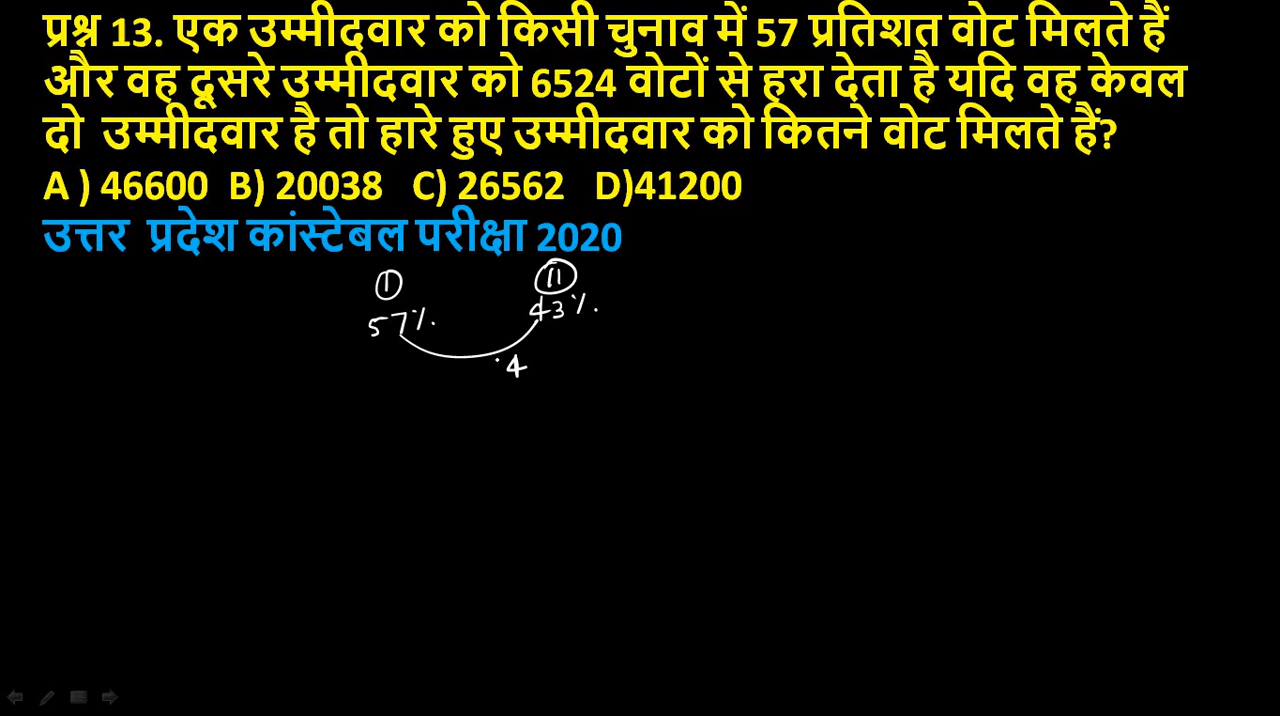 प्रश्न 13. एक उम्मीदवार को किसी चुनाव में 57 प्रतिशत वोट मिलते हैं
और वह दूसरे उम्मीदवार को 6524 वोटों से हरा देता है यदि वह केवल
दो उम्मीदवार है तो हारे हुए उम्मीदवार को कितने वोट मिलते हैं?
A ) 46600 B) 20038 C) 26562 D)41200
उत्तर प्रदेश कांस्टेबल परीक्षा 2020
I II
57% 43%
4